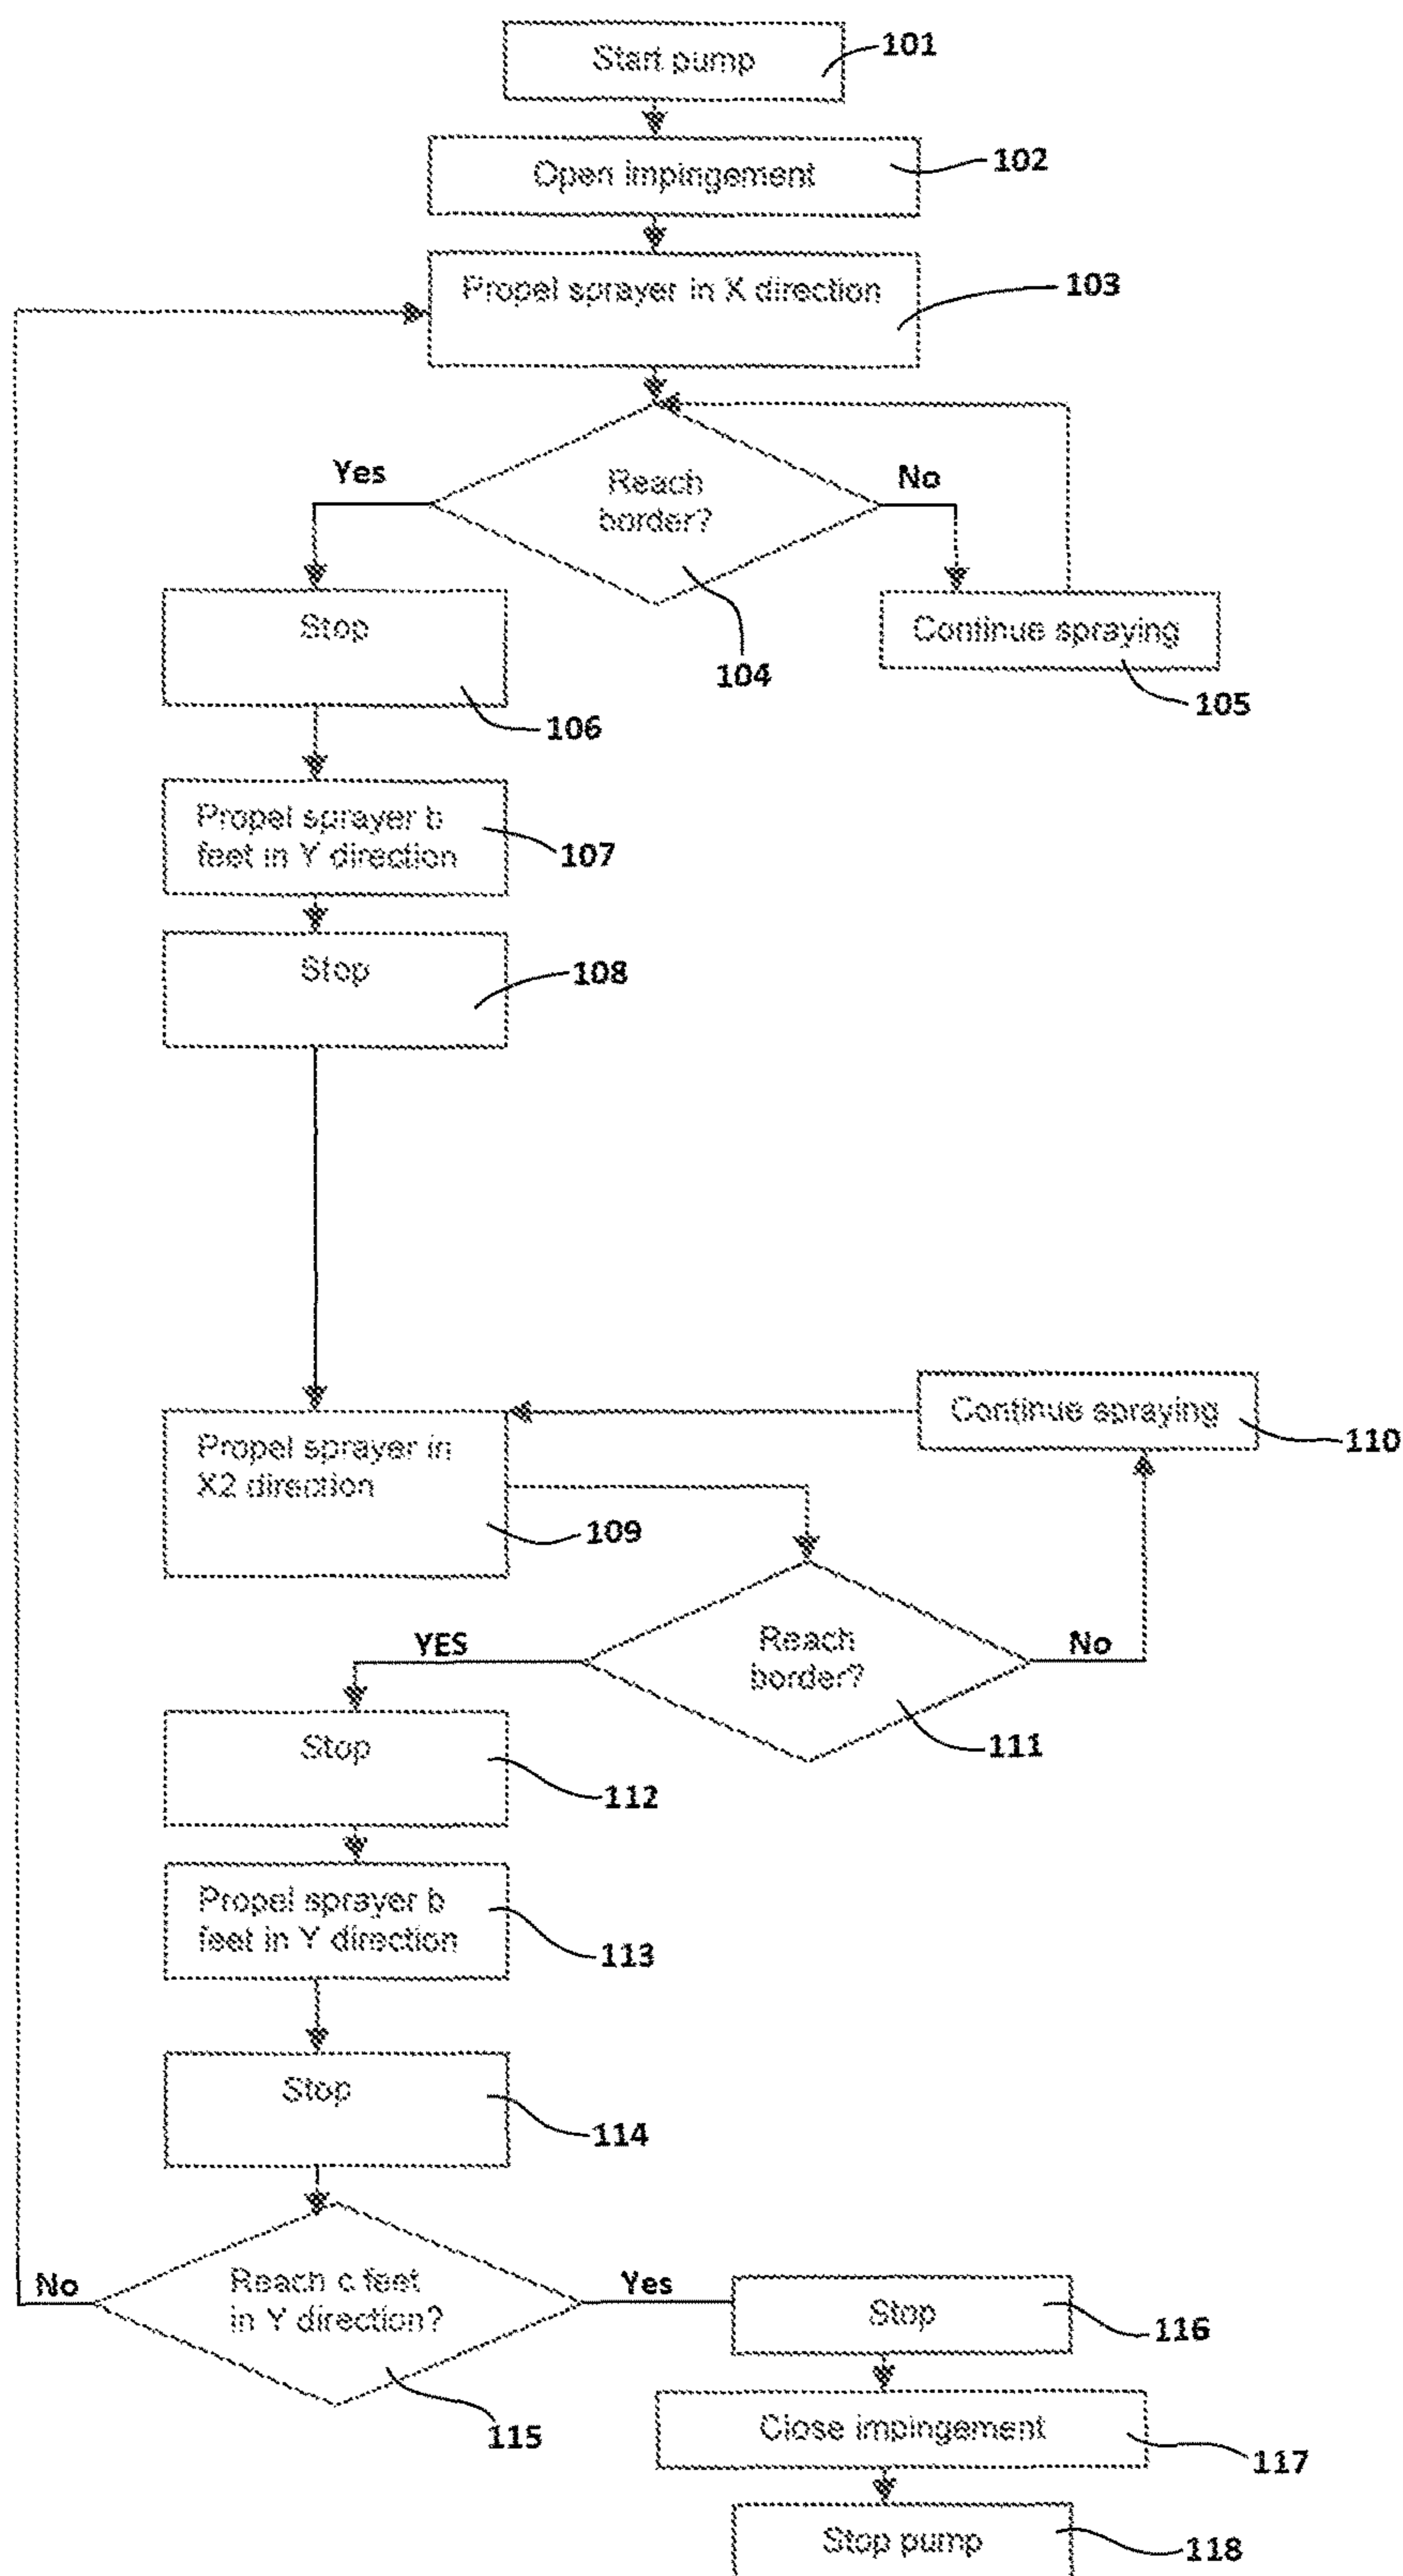 Start pump
101
Open impingement
102
Propel sprayer in X direction
103
Yes
Reach
border?
No
104
Stop
106
Continue spraying
105
Propel sprayer b
feet in Y direction
107
Stop
108
Continue spraying
110
Propel sprayer in
X2 direction
109
YES
Reach
border?
No
111
Stop
112
Propel sprayer b
feet in Y direction
113
Stop
114
No
Reach c feet
in Y direction?
Yes
115
Stop
116
Close impingement
117
Stop pump
118